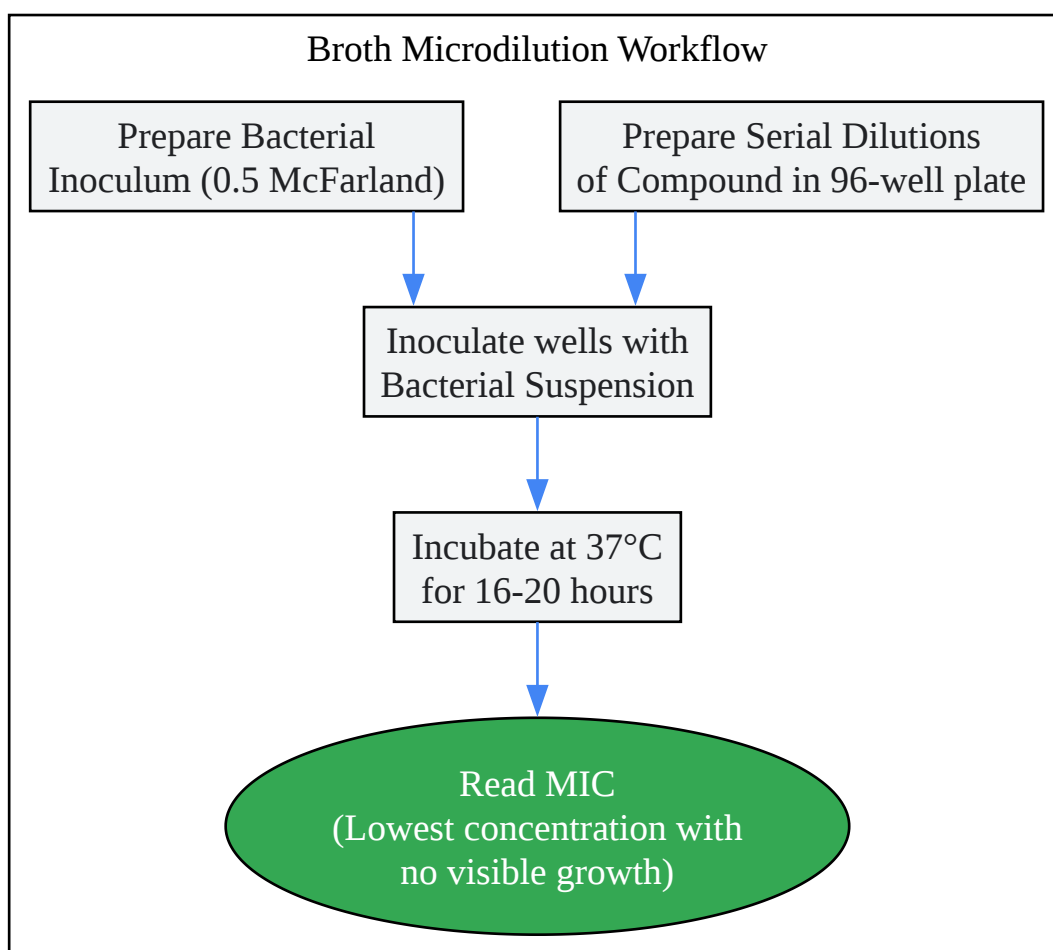 Broth Microdilution Workflow
Prepare Bacterial
Inoculum (0.5 McFarland)
Prepare Serial Dilutions
of Compound in 96-well plate
Inoculate wells with
Bacterial Suspension
Incubate at 37°C
for 16-20 hours
Read MIC
(Lowest concentration with
no visible growth)